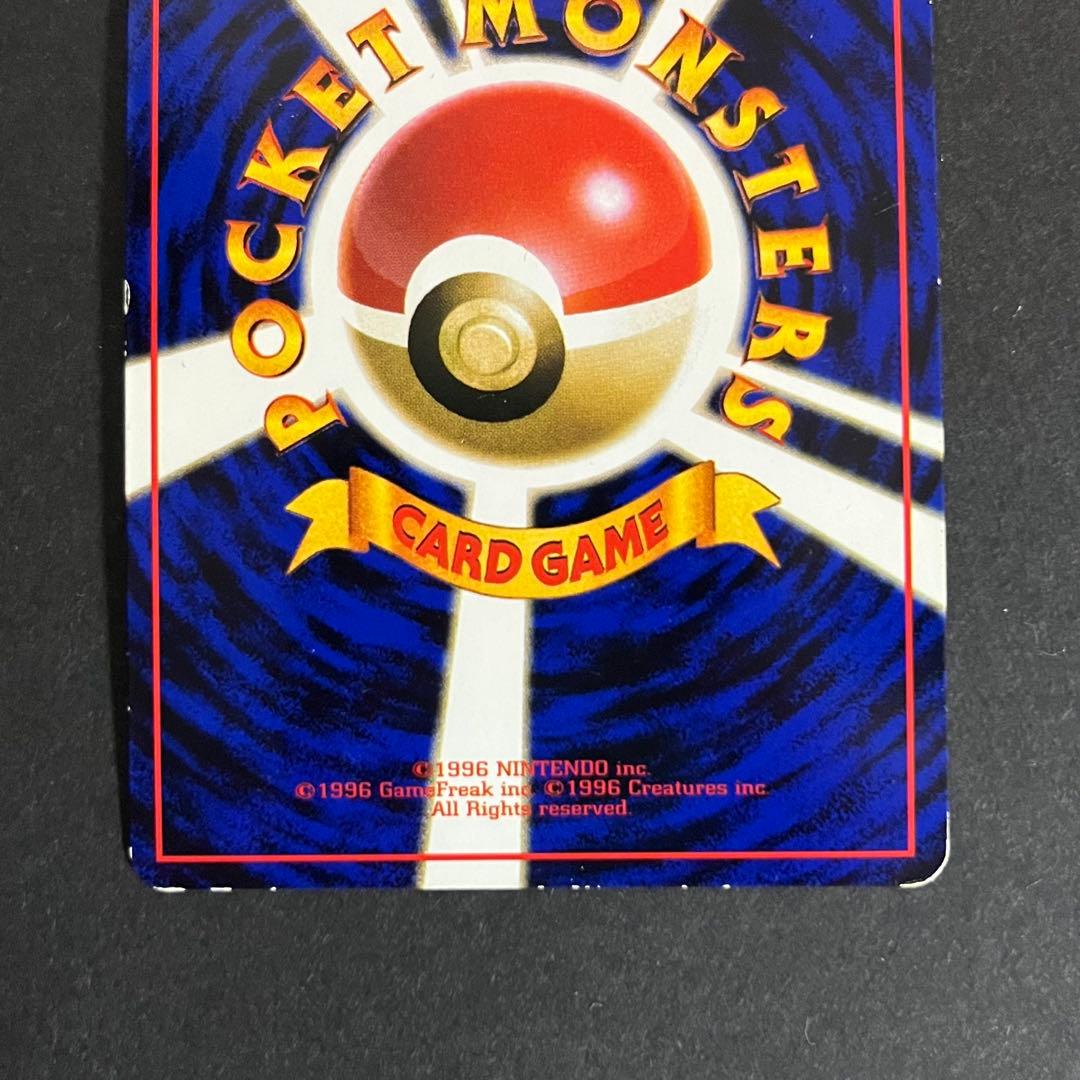 POCKET MONSTERS
CARD GAME
©1996 NINTENDO inc.
©1996 GameFreak inc. ©1996 Creatures inc.
All Rights reserved.